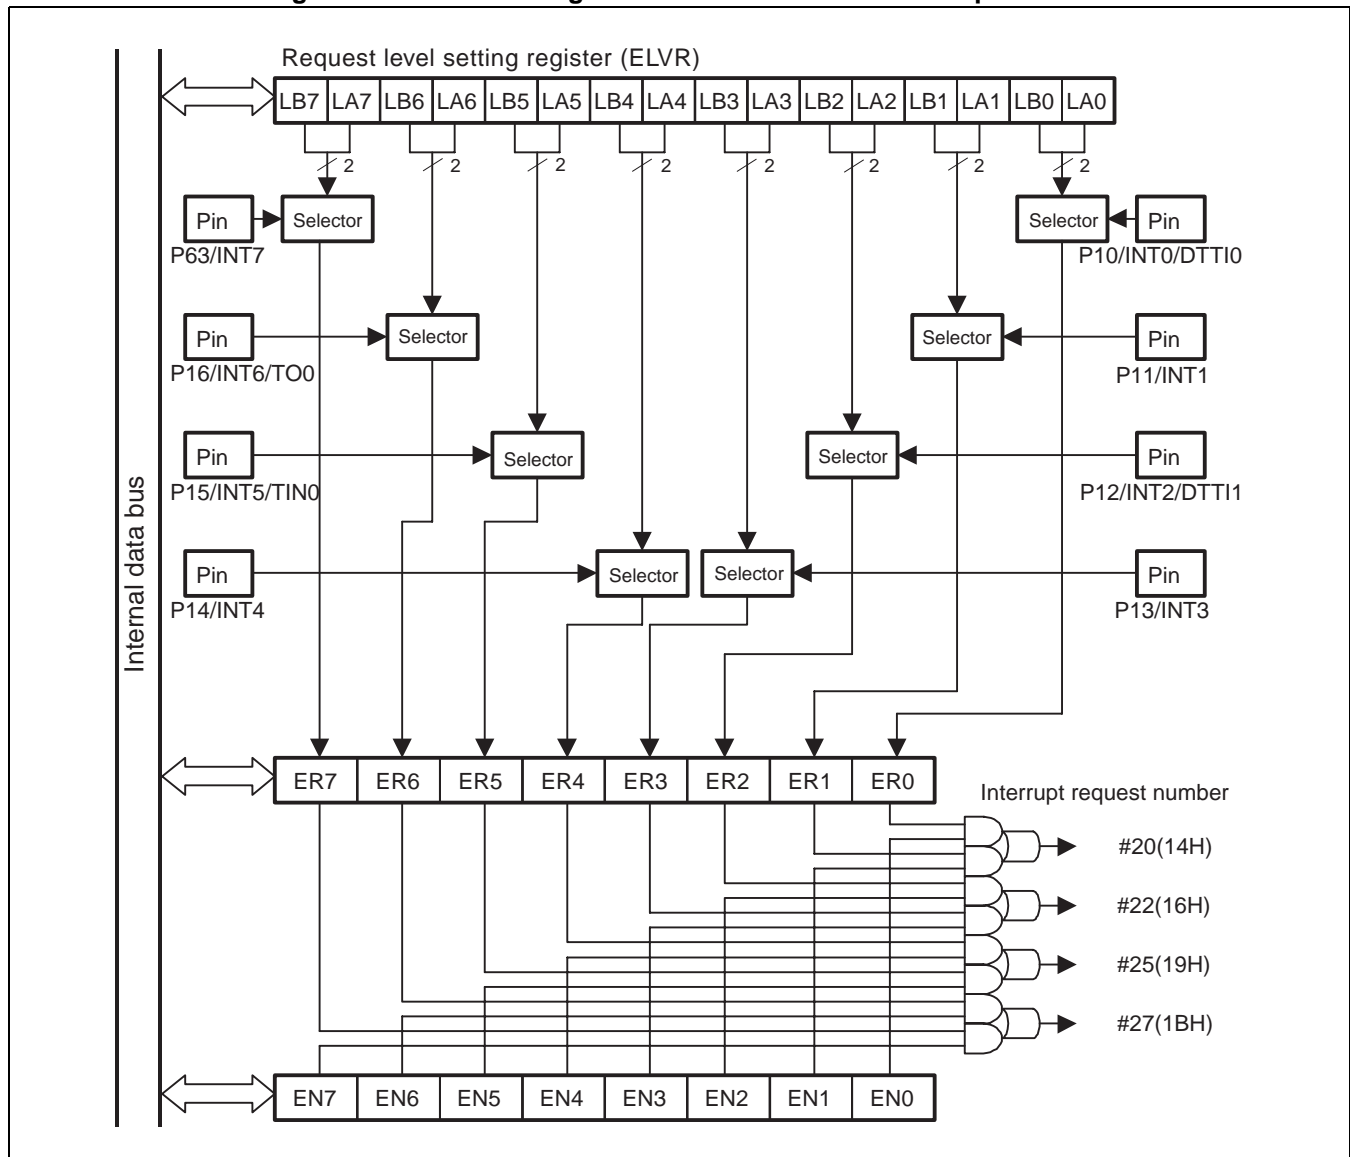 Request level setting register (ELVR)
LB7 LA7 LB6 LA6 LB5 LA5 LB4 LA4 LB3 LA3 LB2 LA2 LB1 LA1 LB0 LA0
2 2 2 2 2 2 2 2
Pin Selector Selector Pin
P63/INT7 P10/INT0/DTTI0
Pin Selector Selector Pin
P16/INT6/TO0 P11/INT1
Pin Selector Selector Pin
P15/INT5/TIN0 P12/INT2/DTTI1
Pin Selector Selector Pin
P14/INT4 P13/INT3
Internal data bus
ER7 ER6 ER5 ER4 ER3 ER2 ER1 ER0
Interrupt request number
#20(14H)
#22(16H)
#25(19H)
#27(1BH)
EN7 EN6 EN5 EN4 EN3 EN2 EN1 EN0